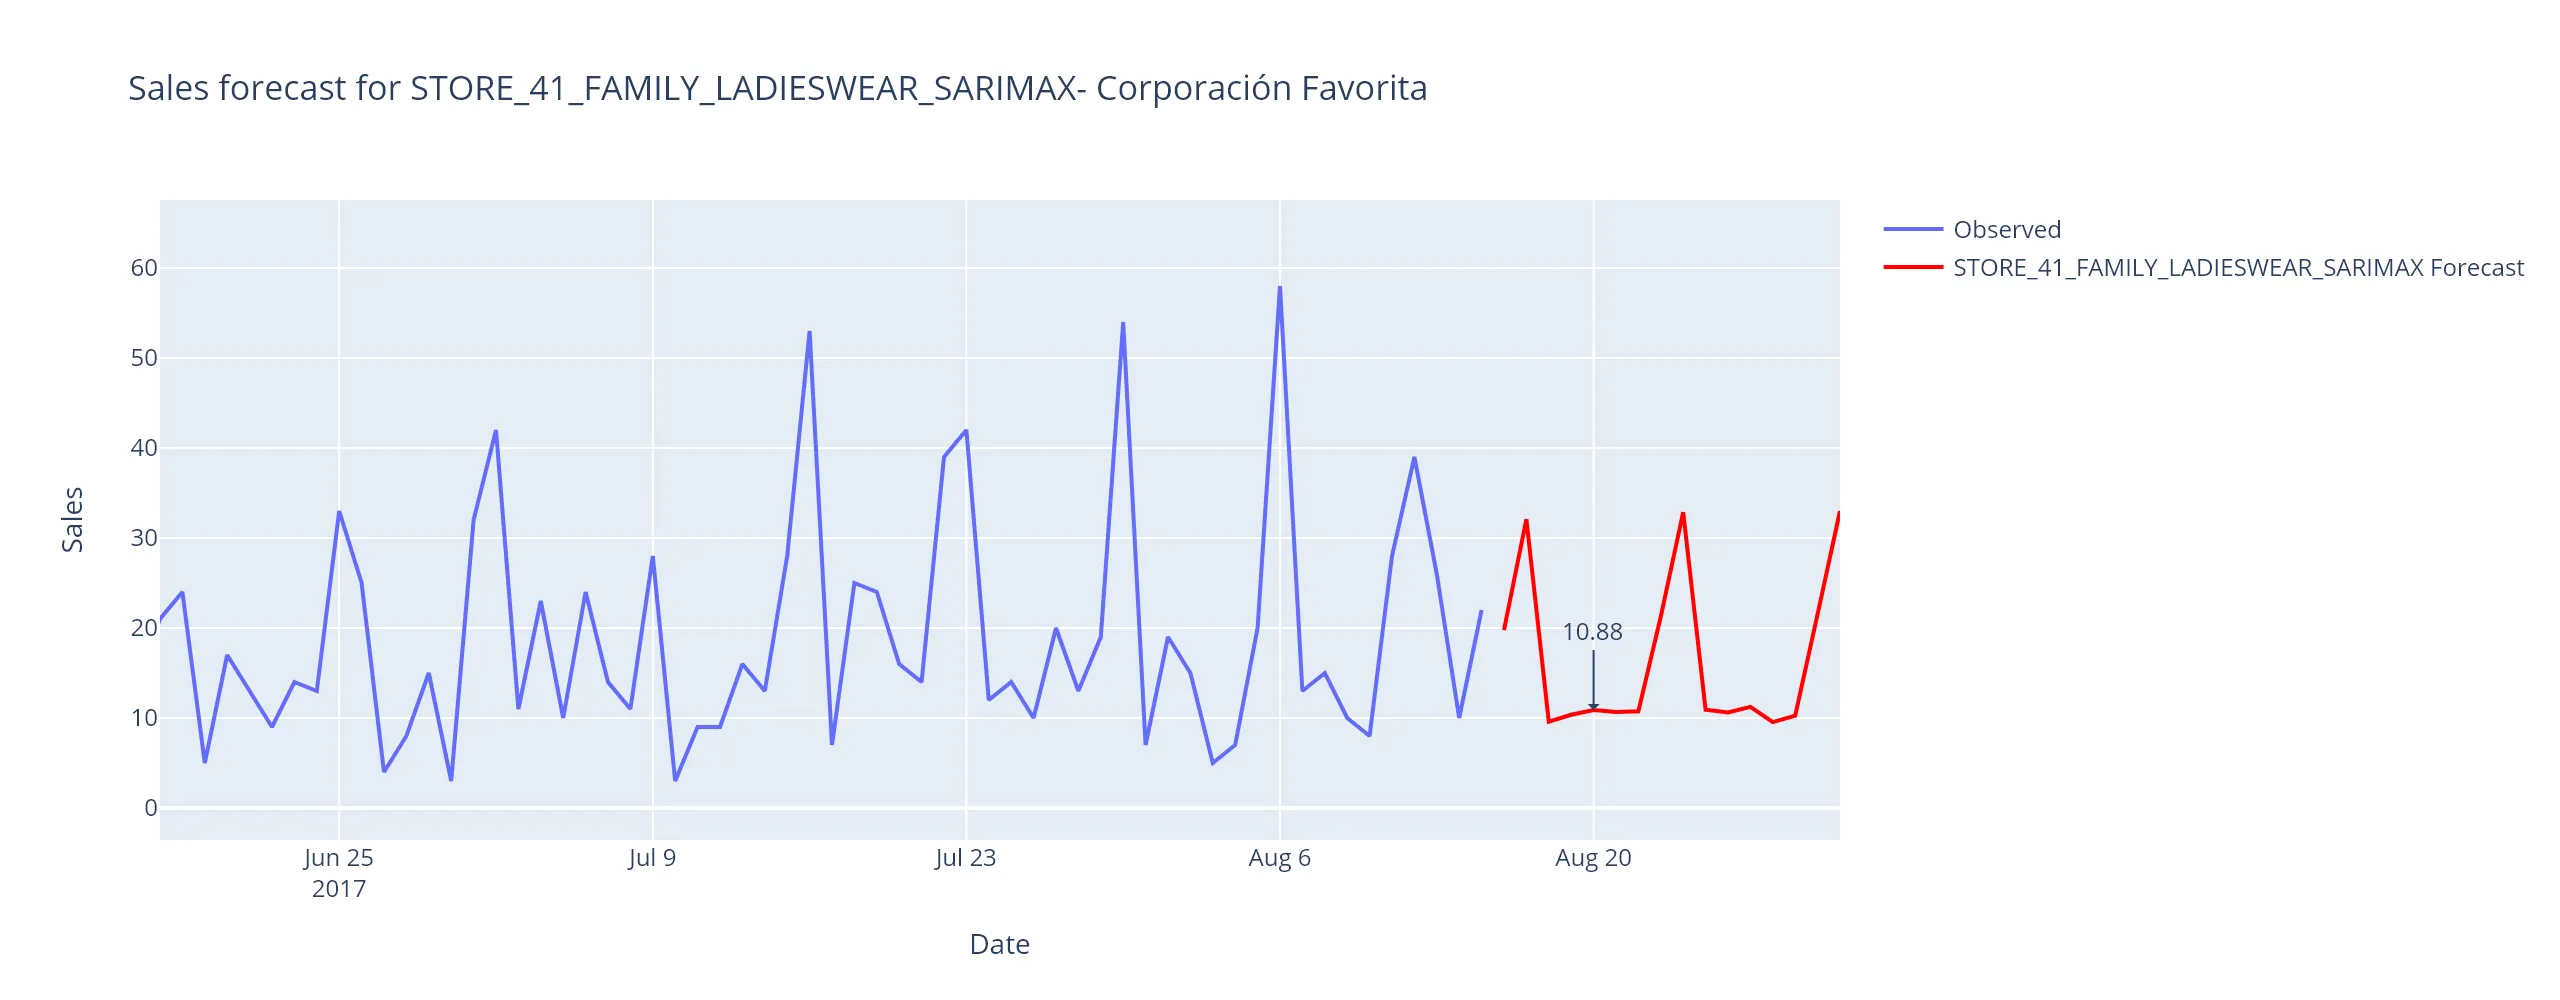 Sales forecast for STORE_41_FAMILY_LADIESWEAR_SARIMAX- Corporación Favorita
Observed
STORE_41_FAMILY_LADIESWEAR_SARIMAX Forecast
60
50
40
30
20
10
0
Sales
10.88
Jun 25
2017
Jul 9
Jul 23
Aug 6
Aug 20
Date